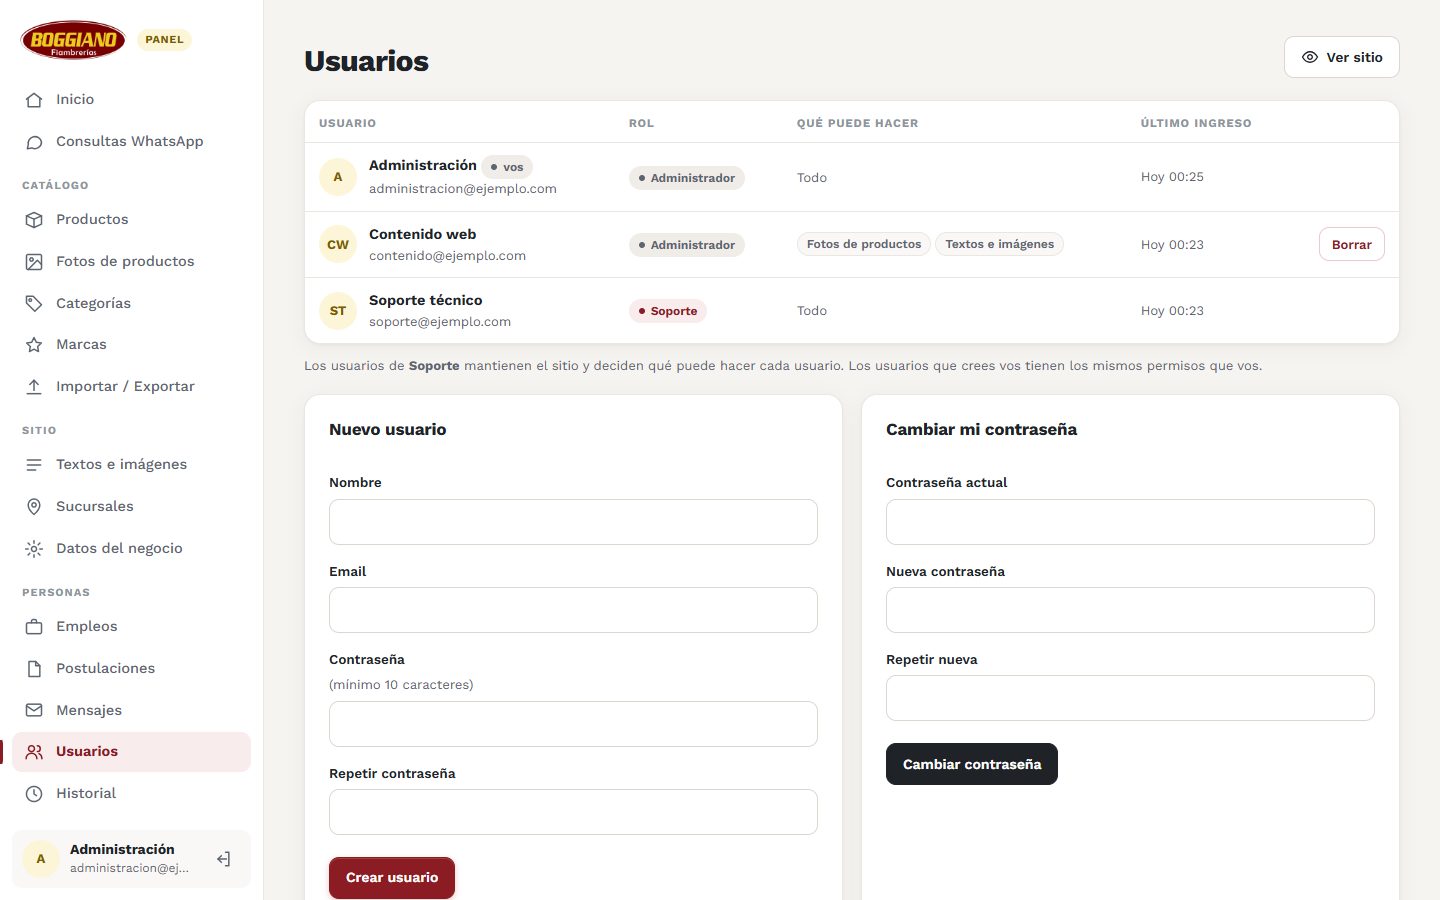 BOGGIANO
Fiambrerías
PANEL
Inicio
Consultas WhatsApp
CATÁLOGO
Productos
Fotos de productos
Categorías
Marcas
Importar / Exportar
SITIO
Textos e imágenes
Sucursales
Datos del negocio
PERSONAS
Empleos
Postulaciones
Mensajes
Usuarios
Historial
A
Administración
administracion@ej...
Usuarios
Ver sitio
USUARIO ROL QUÉ PUEDE HACER ÚLTIMO INGRESO
A Administración vos Administrador Todo Hoy 00:25
administracion@ejemplo.com
CW Contenido web Administrador Fotos de productos Textos e imágenes Hoy 00:23 Borrar
contenido@ejemplo.com
ST Soporte técnico Soporte Todo Hoy 00:23
soporte@ejemplo.com
Los usuarios de Soporte mantienen el sitio y deciden qué puede hacer cada usuario. Los usuarios que crees vos tienen los mismos permisos que vos.
Nuevo usuario
Nombre
Email
Contraseña
(mínimo 10 caracteres)
Repetir contraseña
Crear usuario
Cambiar mi contraseña
Contraseña actual
Nueva contraseña
Repetir nueva
Cambiar contraseña